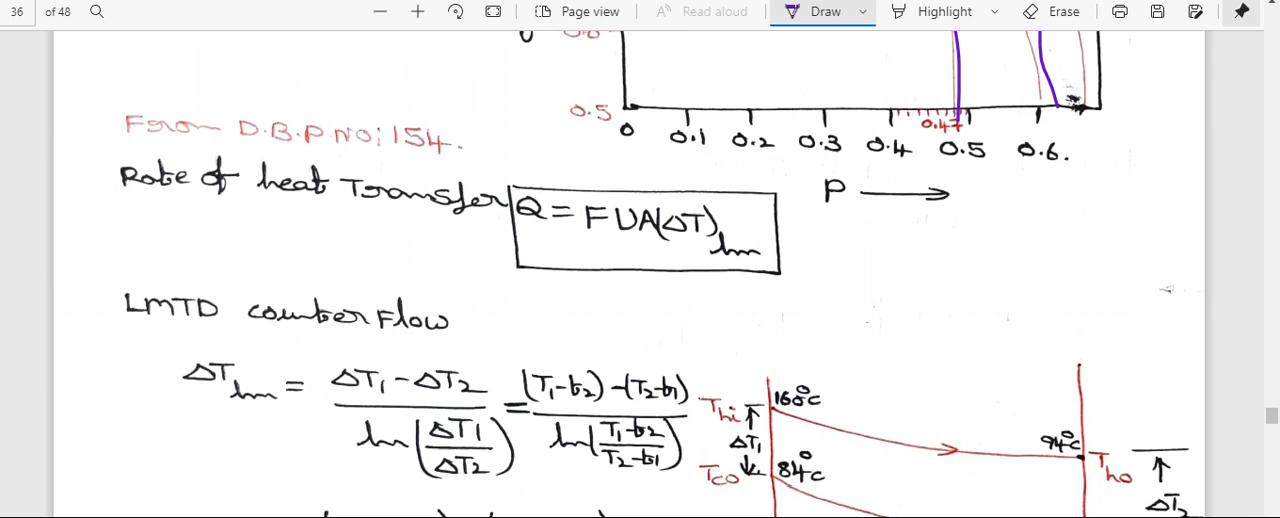 36 of 48 Page view Read aloud Draw Highlight Erase
0.5
0 0.1 0.2 0.3 0.4 0.47 0.5 0.6.
P
From D.B.P.NO: 154.
Rate of heat Transfer Q = FUA(ΔT)lm
LMTD counter Flow
ΔTlm = (ΔT1 - ΔT2) / ln(ΔT1/ΔT2) = ((T1-t2)-(T2-t1)) / ln((T1-t2)/(T2-t1))
Thi 160°C
ΔT1
Tco 84°C
94°C Tho
ΔT2